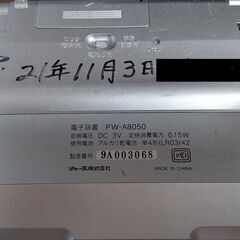 ロック
21年11月3日
電子辞書 PW-A8050
定格電圧 DC 3V 定格消費電力 0.15W
使用電池 アルカリ乾電池 単4形(LR03)×2
製造番号 9A003068
シャープ株式会社
MADE IN CHINA